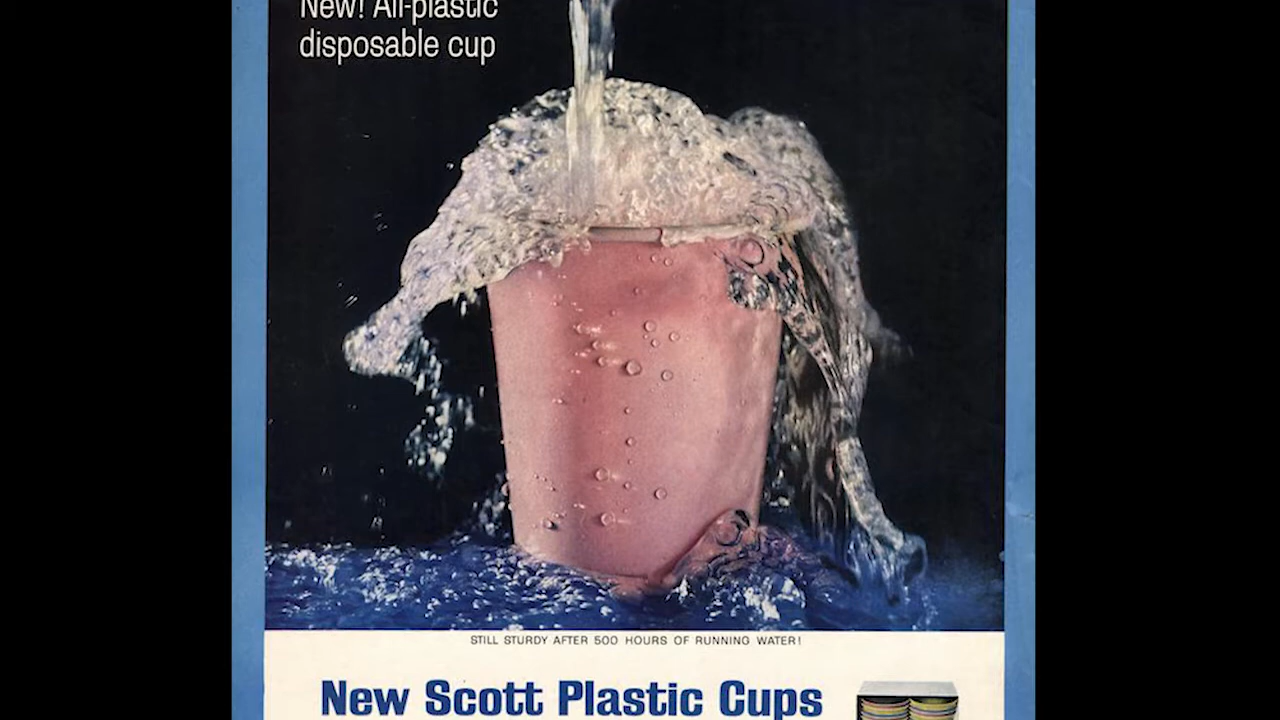 New! All-plastic
disposable cup
STILL STURDY AFTER 500 HOURS OF RUNNING WATER!
New Scott Plastic Cups